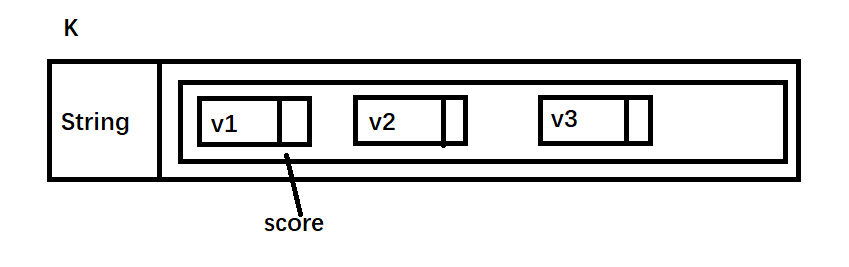 K
String
v1
v2
v3
score